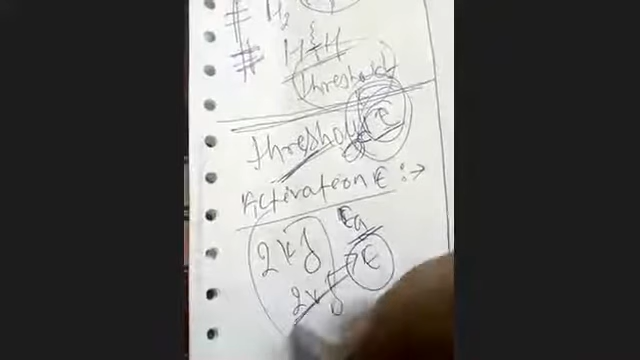 # H₂
# H H
threshold
threshold E
Activation E :→
Ea
2KJ E
2KJ